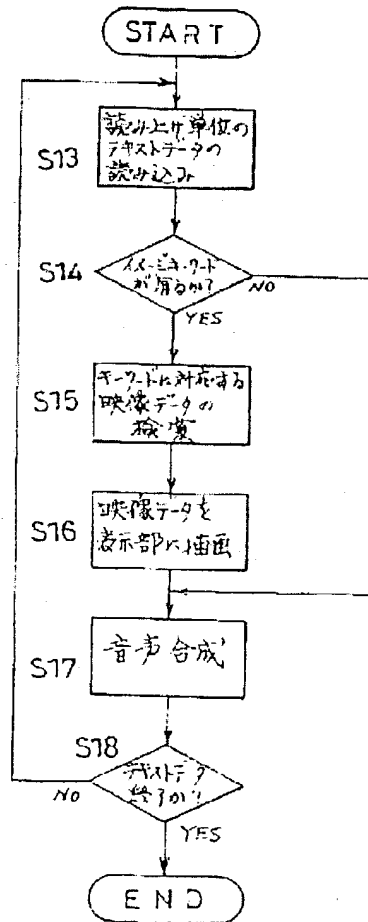 START
S13
読み上げ単位の
テキストデータの
読み込み
S14
イメージキーワード
が有るか?
NO
YES
S15
キーワードに対応する
映像データの
検索
S16
映像データを
表示部に描画
S17
音声合成
S18
テキストデータ
終了か?
NO
YES
END